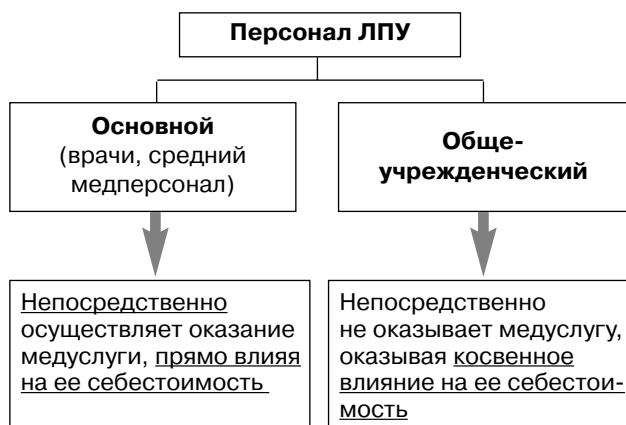 Персонал ЛПУ
Основной
(врачи, средний
медперсонал)
Обще-
учрежденческий
Непосредственно
осуществляет оказание
медуслуги, прямо влияя
на ее себестоимость
Непосредственно
не оказывает медуслугу,
оказывая косвенное
влияние на ее себестои-
мость